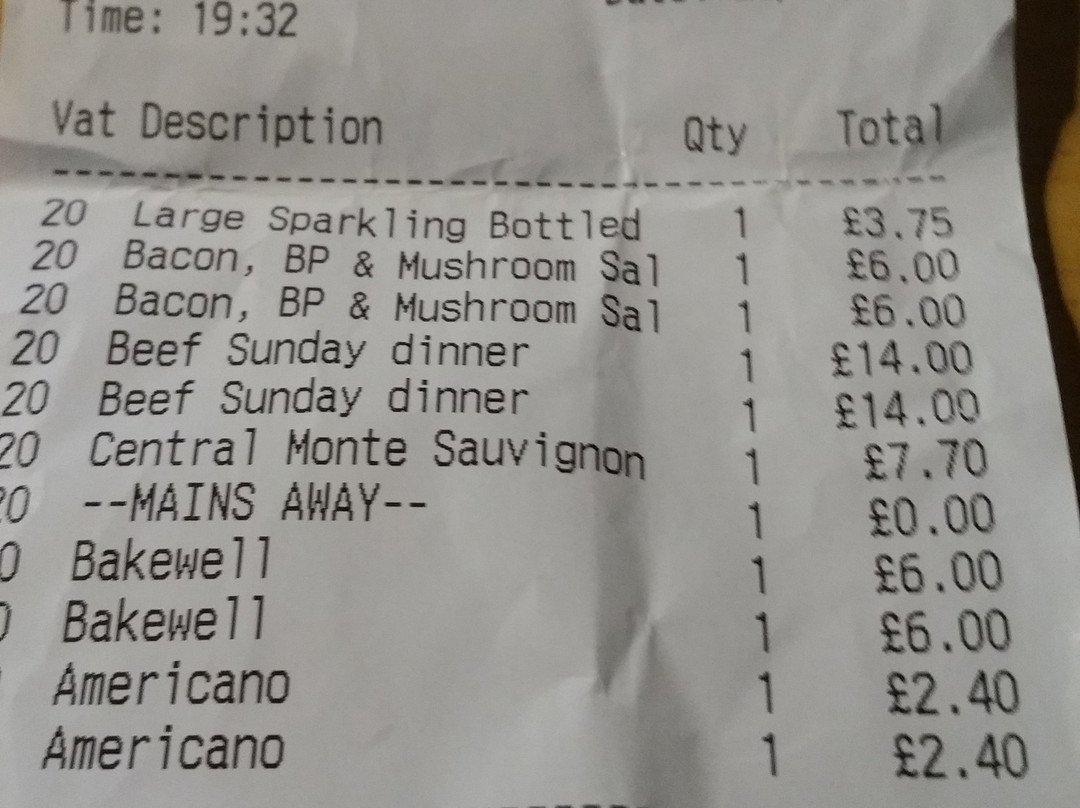 Time: 19:32
Vat Description Qty Total
20 Large Sparkling Bottled 1 £3.75
20 Bacon, BP & Mushroom Sal 1 £6.00
20 Bacon, BP & Mushroom Sal 1 £6.00
20 Beef Sunday dinner 1 £14.00
20 Beef Sunday dinner 1 £14.00
20 Central Monte Sauvignon 1 £7.70
20 --MAINS AWAY-- 1 £0.00
0 Bakewell 1 £6.00
Bakewell 1 £6.00
Americano 1 £2.40
Americano 1 £2.40